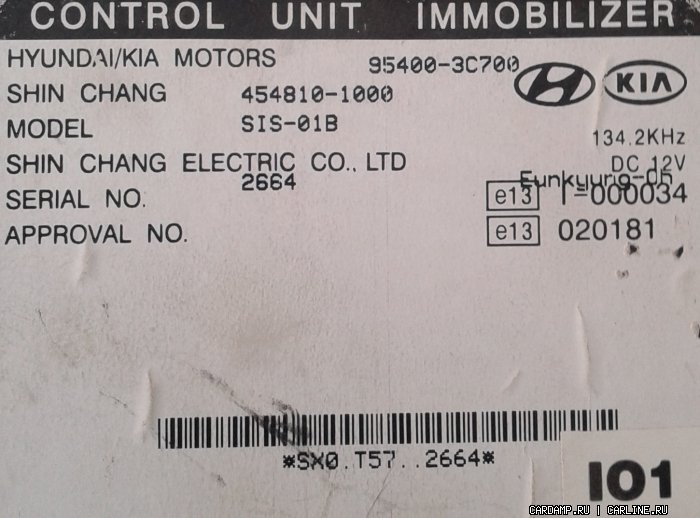 CONTROL UNIT IMMOBILIZER
HYUNDAI/KIA MOTORS 95400-3C700
KIA
SHIN CHANG 454810-1000
MODEL SIS-01B 134.2KHz
SHIN CHANG ELECTRIC CO., LTD DC 12V
2664 Eunkyung-dh
SERIAL NO. e13 I-000034
APPROVAL NO. e13 020181
*SX0.T57..2664*
I01
CARDAMP.RU | CARLINE.RU